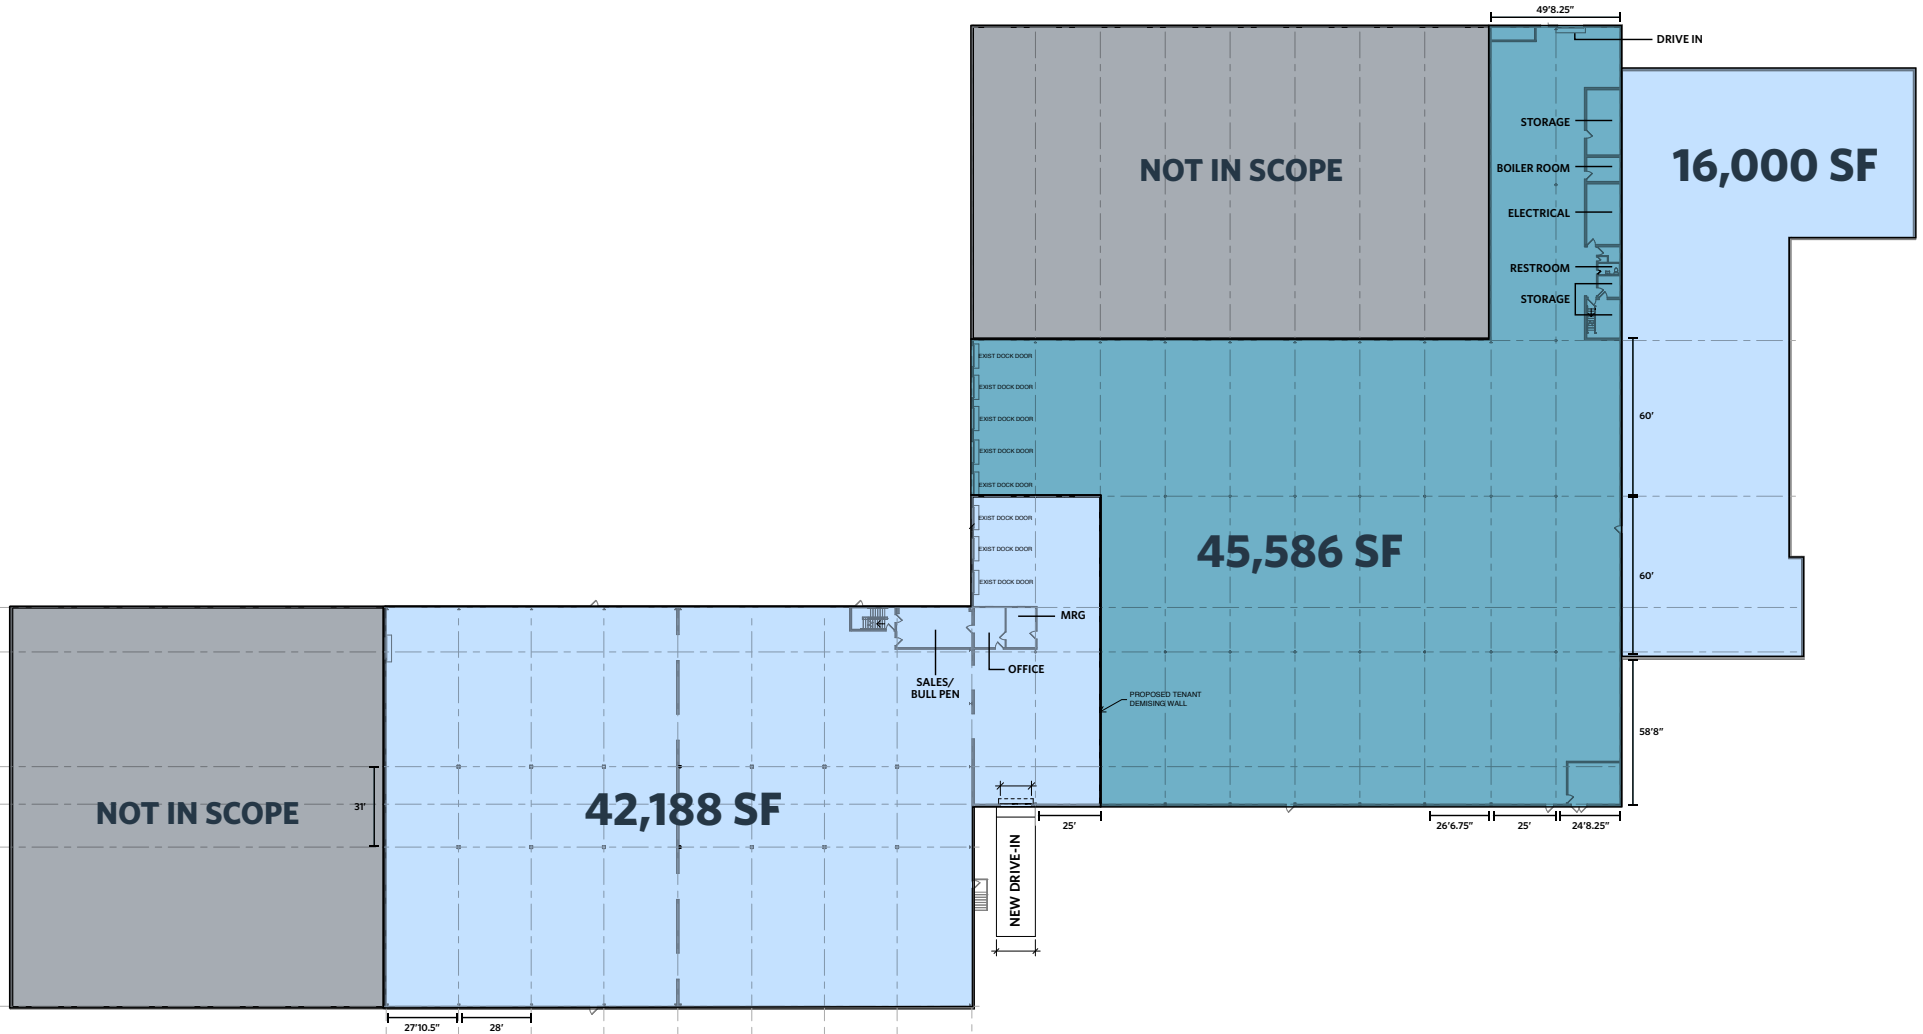 49'8.25"
DRIVE IN
STORAGE
16,000 SF
NOT IN SCOPE
BOILER ROOM
ELECTRICAL
RESTROOM
STORAGE
EXIST DOCK DOOR
EXIST DOCK DOOR
60'
EXIST DOCK DOOR
EXIST DOCK DOOR
EXIST DOCK DOOR
EXIST DOCK DOOR
45,586 SF
EXIST DOCK DOOR
60'
EXIST DOCK DOOR
MRG
OFFICE
SALES/
BULL PEN
PROPOSED TENANT
DEMISING WALL
58'8"
31'
NOT IN SCOPE
42,188 SF
25'
26'6.75"
25'
24'8.25"
NEW DRIVE-IN
27'10.5"
28'